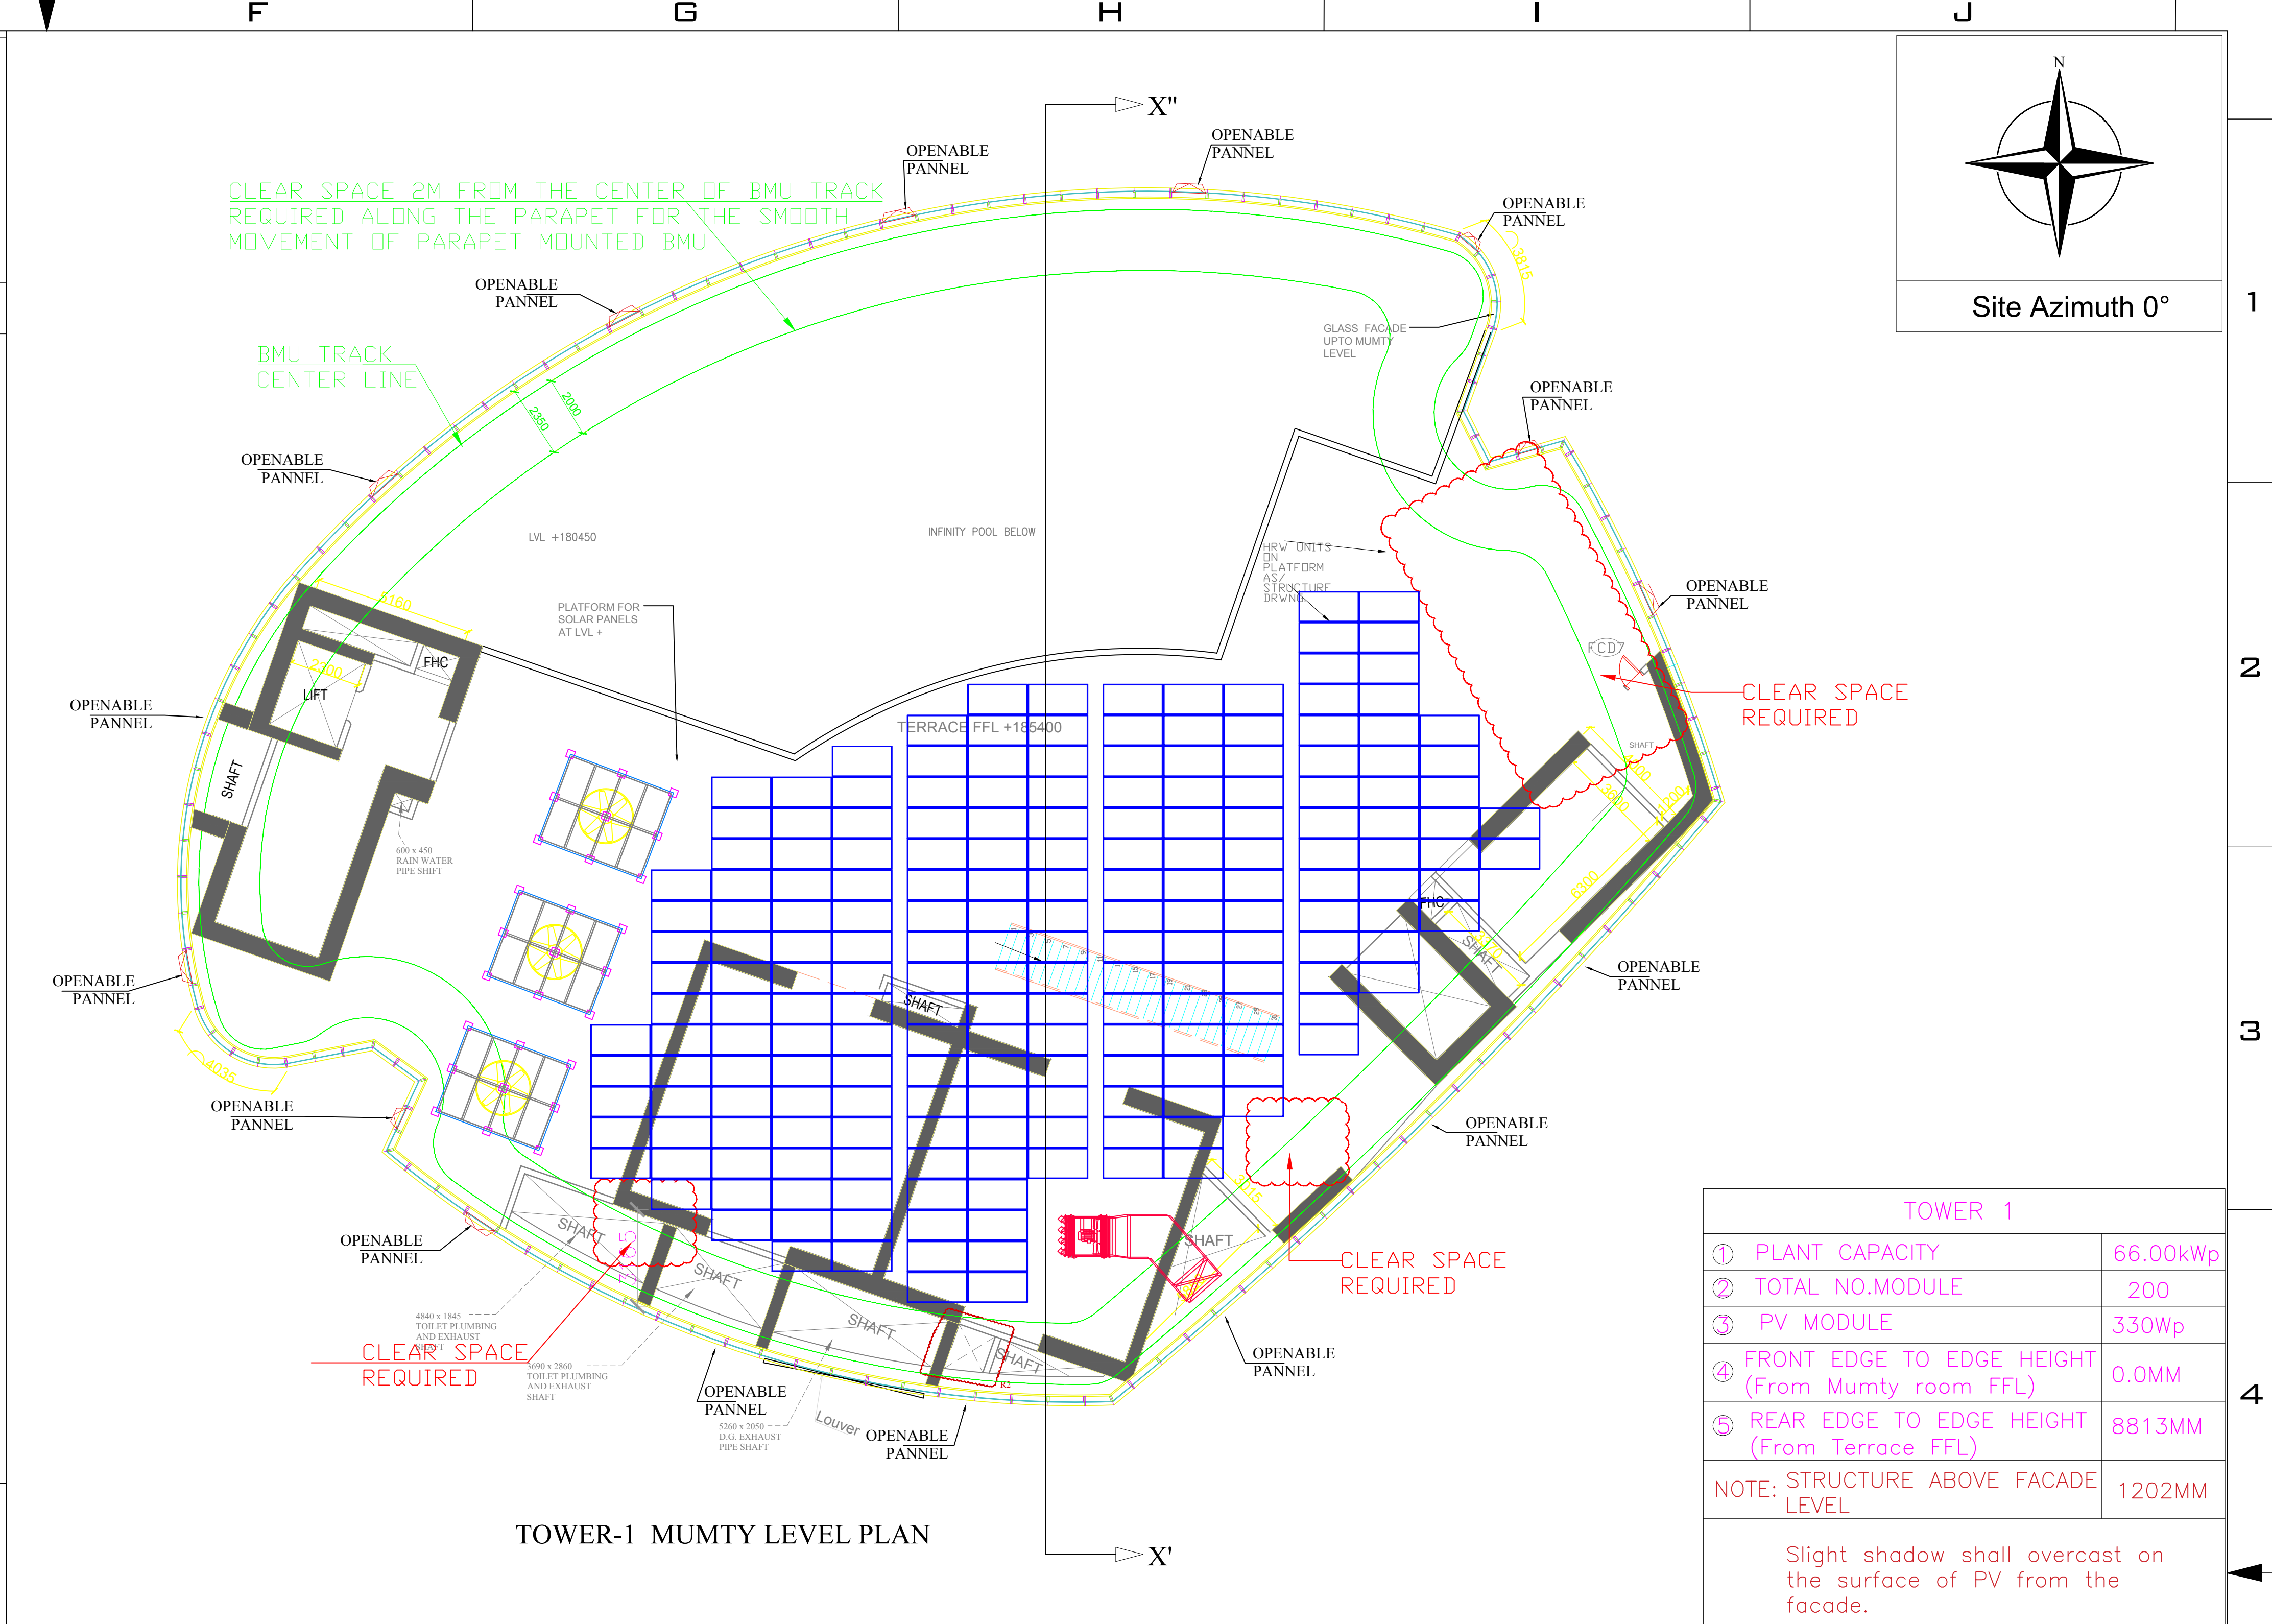 F
G
H
I
J
N
Site Azimuth 0°
1
2
3
4
X"
OPENABLE
PANNEL
OPENABLE
PANNEL
OPENABLE
PANNEL
CLEAR SPACE 2M FROM THE CENTER OF BMU TRACK
REQUIRED ALONG THE PARAPET FOR THE SMOOTH
MOVEMENT OF PARAPET MOUNTED BMU
3815
OPENABLE
PANNEL
GLASS FACADE
UPTO MUMTY
LEVEL
BMU TRACK
CENTER LINE
2000
2350
OPENABLE
PANNEL
OPENABLE
PANNEL
LVL +180450
INFINITY POOL BELOW
HRW UNITS
ON
PLATFORM
AS/
STRUCTURE
DRWNG
OPENABLE
PANNEL
PLATFORM FOR
SOLAR PANELS
AT LVL +
FHC
LIFT
2300
FCD7
CLEAR SPACE
REQUIRED
OPENABLE
PANNEL
TERRACE FFL +185400
SHAFT
SHAFT
1200
600 x 450
RAIN WATER
PIPE SHIFT
6300
FHC
SHAFT
SHAFT
OPENABLE
PANNEL
OPENABLE
PANNEL
4035
OPENABLE
PANNEL
OPENABLE
PANNEL
3015
SHAFT
SHAFT
SHAFT
SHAFT
SHAFT
OPENABLE
PANNEL
CLEAR SPACE
REQUIRED
4840 x 1845
TOILET PLUMBING
AND EXHAUST
SHAFT
CLEAR SPACE
REQUIRED
3690 x 2860
TOILET PLUMBING
AND EXHAUST
SHAFT
OPENABLE
PANNEL
R2
OPENABLE
PANNEL
5260 x 2050
D.G. EXHAUST
PIPE SHAFT
Louver
OPENABLE
PANNEL
TOWER-1 MUMTY LEVEL PLAN
X'
TOWER 1
1 PLANT CAPACITY 66.00kWp
2 TOTAL NO.MODULE 200
3 PV MODULE 330Wp
4 FRONT EDGE TO EDGE HEIGHT
(From Mumty room FFL) 0.0MM
5 REAR EDGE TO EDGE HEIGHT
(From Terrace FFL) 8813MM
NOTE: STRUCTURE ABOVE FACADE
LEVEL 1202MM
Slight shadow shall overcast on
the surface of PV from the
facade.